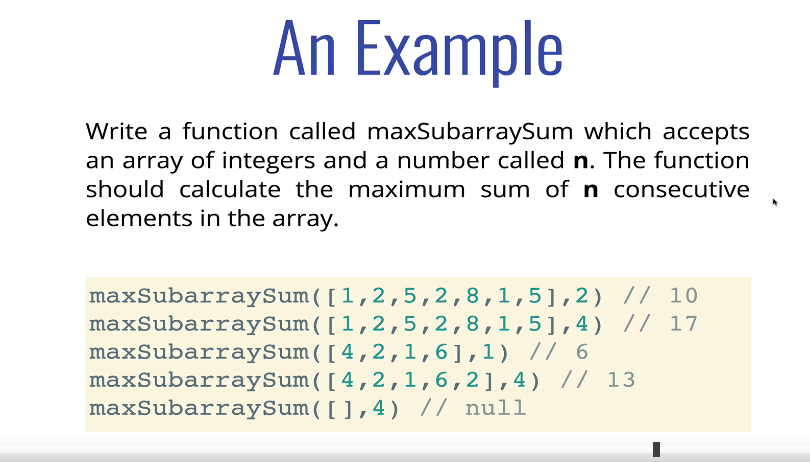 An Example
Write a function called maxSubarraySum which accepts
an array of integers and a number called n. The function
should calculate the maximum sum of n consecutive
elements in the array.
maxSubarraySum([1,2,5,2,8,1,5],2) // 10
maxSubarraySum([1,2,5,2,8,1,5],4) // 17
maxSubarraySum([4,2,1,6],1) // 6
maxSubarraySum([4,2,1,6,2],4) // 13
maxSubarraySum([],4) // null